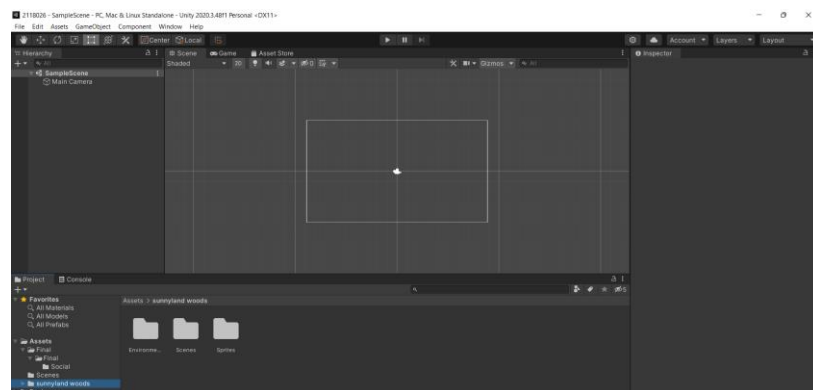 2118026 - SampleScene - PC, Mac & Linux Standalone - Unity 2020.3.48f1 Personal <DX11>
File Edit Assets GameObject Component Window Help
Center Local
Account Layers Layout
Hierarchy Scene Game Asset Store Inspector
All Shaded 2D 0 Gizmos All
SampleScene
Main Camera
Project Console
Favorites Assets > sunnyland woods
All Materials
All Models
All Prefabs
Assets
Final Environme... Scenes Sprites
Final
Social
Scenes
sunnyland woods